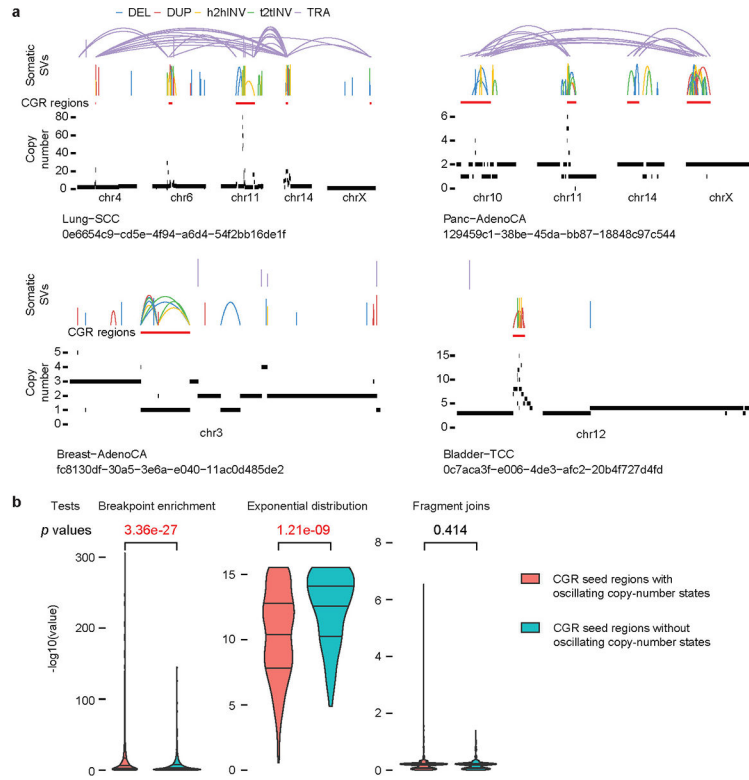 a
DEL DUP h2hINV t2tINV TRA
Somatic
SVs
CGR regions
Copy
number
80
60
40
20
0
chr4 chr6 chr11 chr14 chrX
Lung-SCC
0e6654c9-cd5e-4f94-a6d4-54f2bb16de1f
6
4
2
0
chr10 chr11 chr14 chrX
Panc-AdenoCA
129459c1-38be-45da-bb87-18848c97c544
Somatic
SVs
CGR regions
Copy
number
5
4
3
2
1
chr3
Breast-AdenoCA
fc8130df-30a5-3e6a-e040-11ac0d485de2
15
10
5
0
chr12
Bladder-TCC
0c7aca3f-e006-4de3-afc2-20b4f727d4fd
b
Tests Breakpoint enrichment Exponential distribution Fragment joins
p values 3.36e-27 1.21e-09 0.414
-log10(value)
300
200
100
0
15
10
5
0
8
6
4
2
0
CGR seed regions with
oscillating copy-number states
CGR seed regions without
oscillating copy-number states